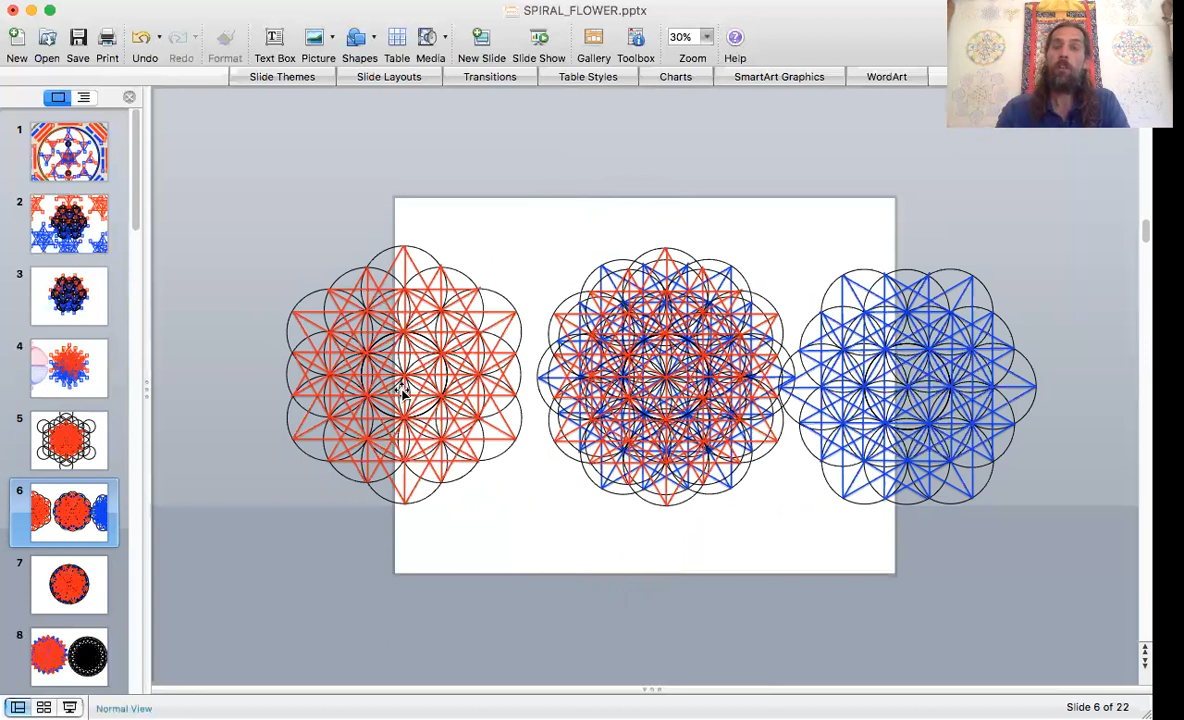 SPIRAL_FLOWER.pptx
New Open Save Print Undo Redo Format Text Box Picture Shapes Table Media New Slide Slide Show Gallery Toolbox 30% Zoom Help
Slide Themes Slide Layouts Transitions Table Styles Charts SmartArt Graphics WordArt
1
2
3
4
5
6
7
8
Normal View Slide 6 of 22